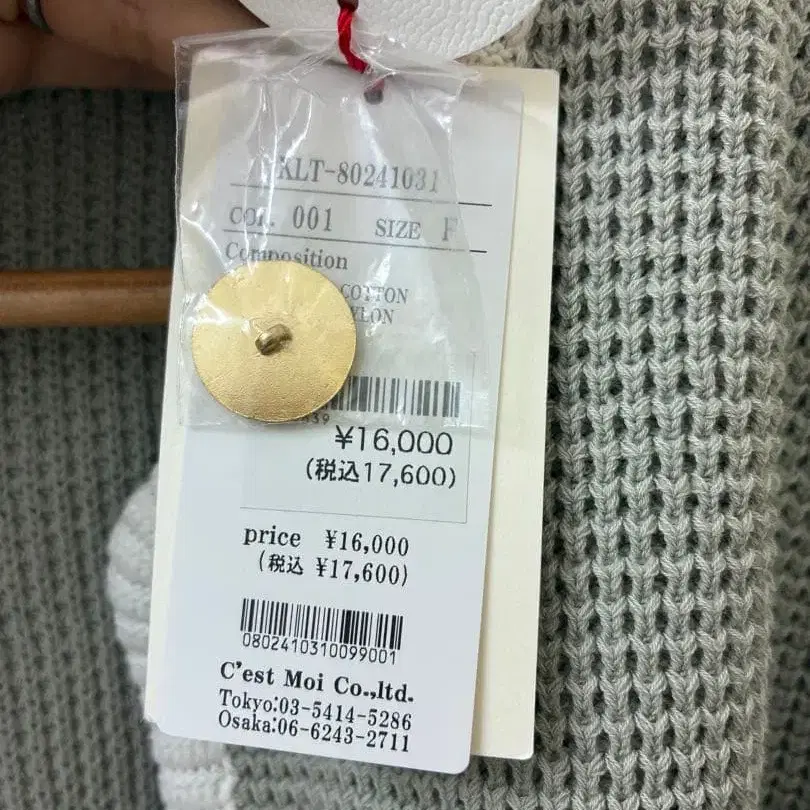 KLT-80241031
COL. 001 SIZE F
Composition
COTTON
¥16,000
(税込17,600)
price ¥16,000
(税込 ¥17,600)
0802410310099001
C'est Moi Co.,ltd.
Tokyo:03-5414-5286
Osaka:06-6243-2711